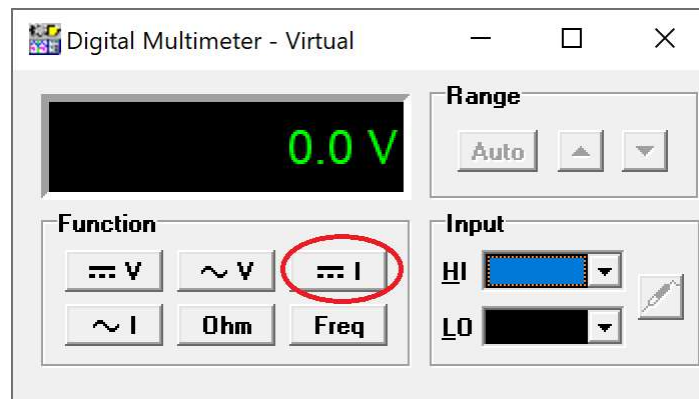 Digital Multimeter - Virtual
0.0 V
Range
Auto
Function
V
V
I
I
Ohm
Freq
Input
HI
LO